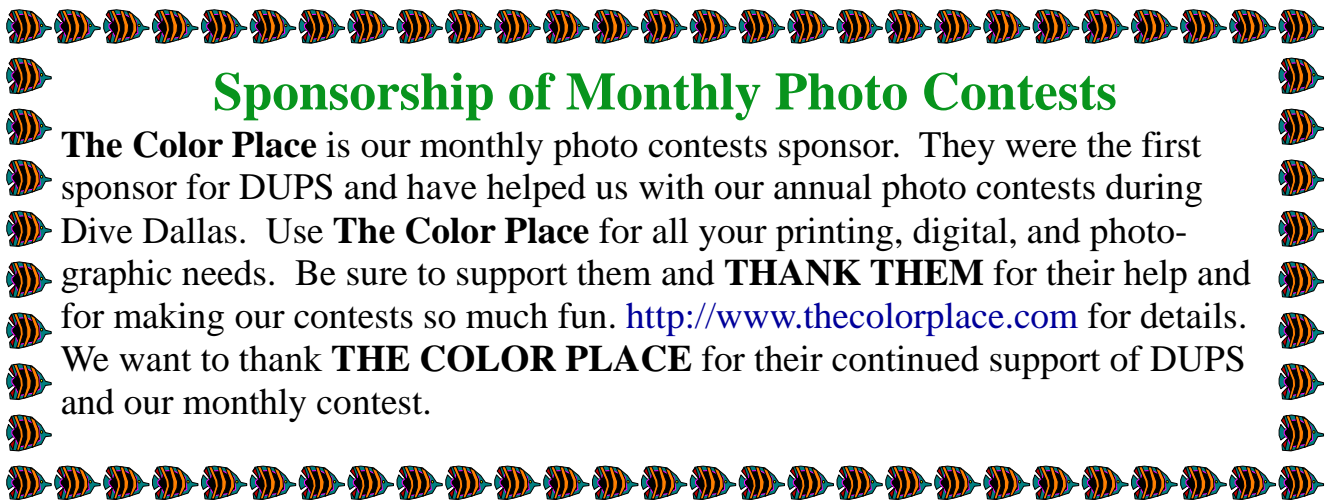 Sponsorship of Monthly Photo Contests
The Color Place is our monthly photo contests sponsor.  They were the first
sponsor for DUPS and have helped us with our annual photo contests during
Dive Dallas.  Use The Color Place for all your printing, digital, and photo-
graphic needs.  Be sure to support them and THANK THEM for their help and
for making our contests so much fun. http://www.thecolorplace.com for details.
We want to thank THE COLOR PLACE for their continued support of DUPS
and our monthly contest.